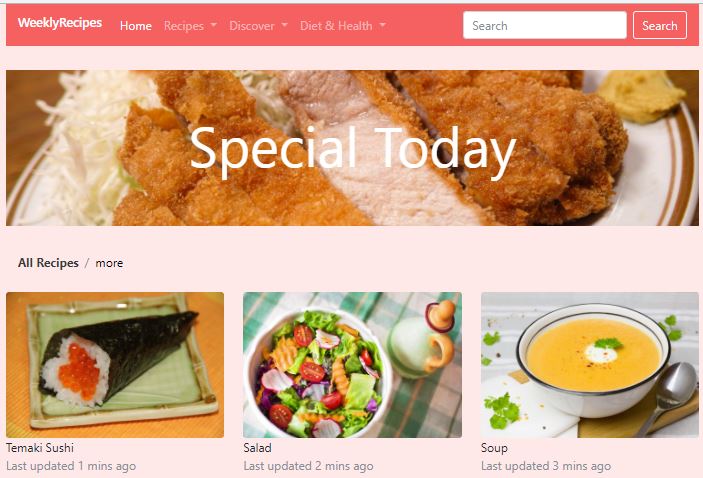 WeeklyRecipes Home Recipes Discover Diet & Health Search Search
Special Today
All Recipes / more
Temaki Sushi Salad Soup
Last updated 1 mins ago Last updated 2 mins ago Last updated 3 mins ago